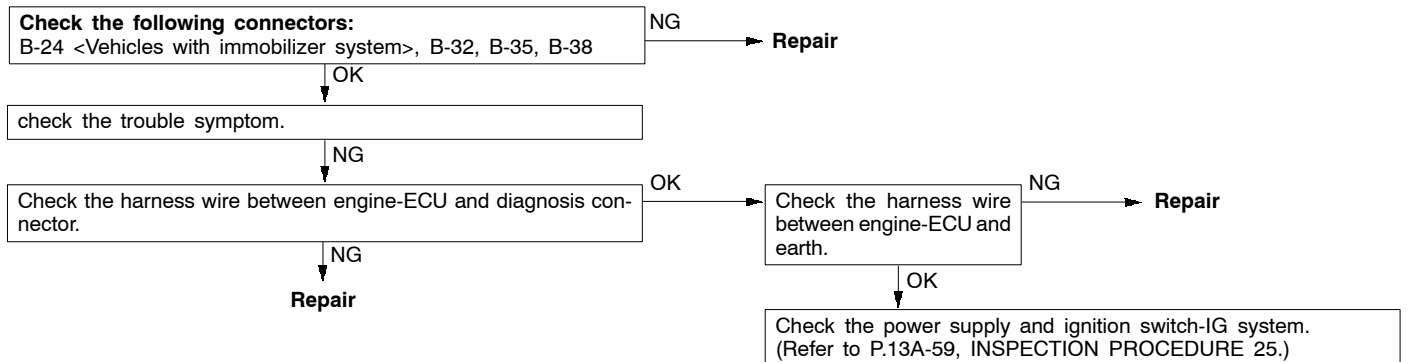 Check the following connectors:
B-24 <Vehicles with immobilizer system>, B-32, B-35, B-38
NG
Repair
OK
check the trouble symptom.
NG
Check the harness wire between engine-ECU and diagnosis con-
nector.
OK
Check the harness wire
between engine-ECU and
earth.
NG
Repair
NG
Repair
OK
Check the power supply and ignition switch-IG system.
(Refer to P.13A-59, INSPECTION PROCEDURE 25.)